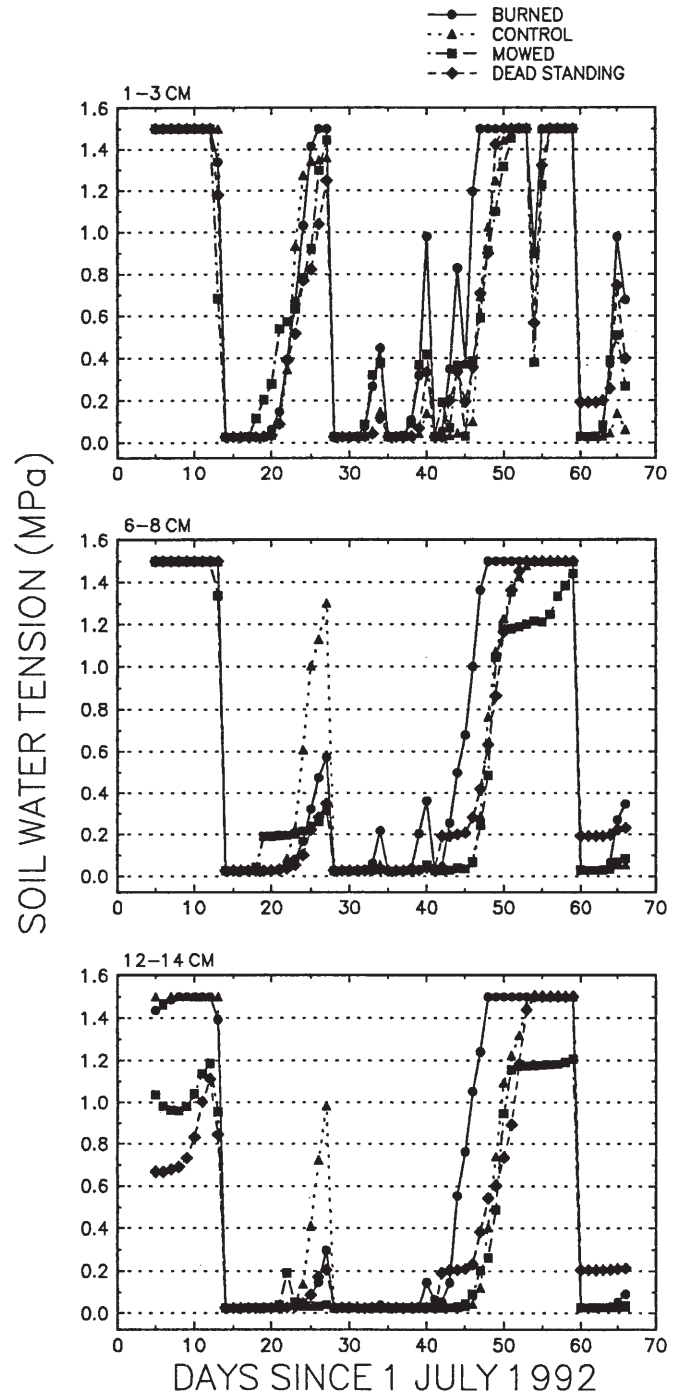 BURNED
CONTROL
MOWED
DEAD STANDING
SOIL WATER TENSION (MPa)
1-3 CM
1.6
1.4
1.2
1.0
0.8
0.6
0.4
0.2
0.0
0 10 20 30 40 50 60 70
6-8 CM
1.6
1.4
1.2
1.0
0.8
0.6
0.4
0.2
0.0
0 10 20 30 40 50 60 70
12-14 CM
1.6
1.4
1.2
1.0
0.8
0.6
0.4
0.2
0.0
0 10 20 30 40 50 60 70
DAYS SINCE 1 JULY 1992